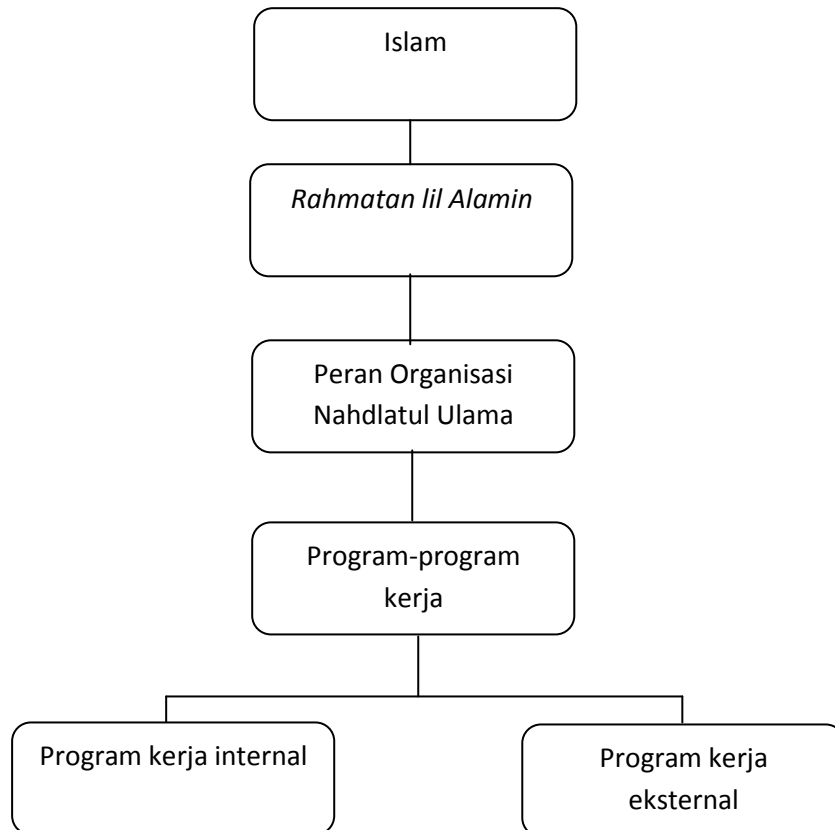 Islam
Rahmatan lil Alamin
Peran Organisasi
Nahdlatul Ulama
Program-program
kerja
Program kerja internal
Program kerja
eksternal